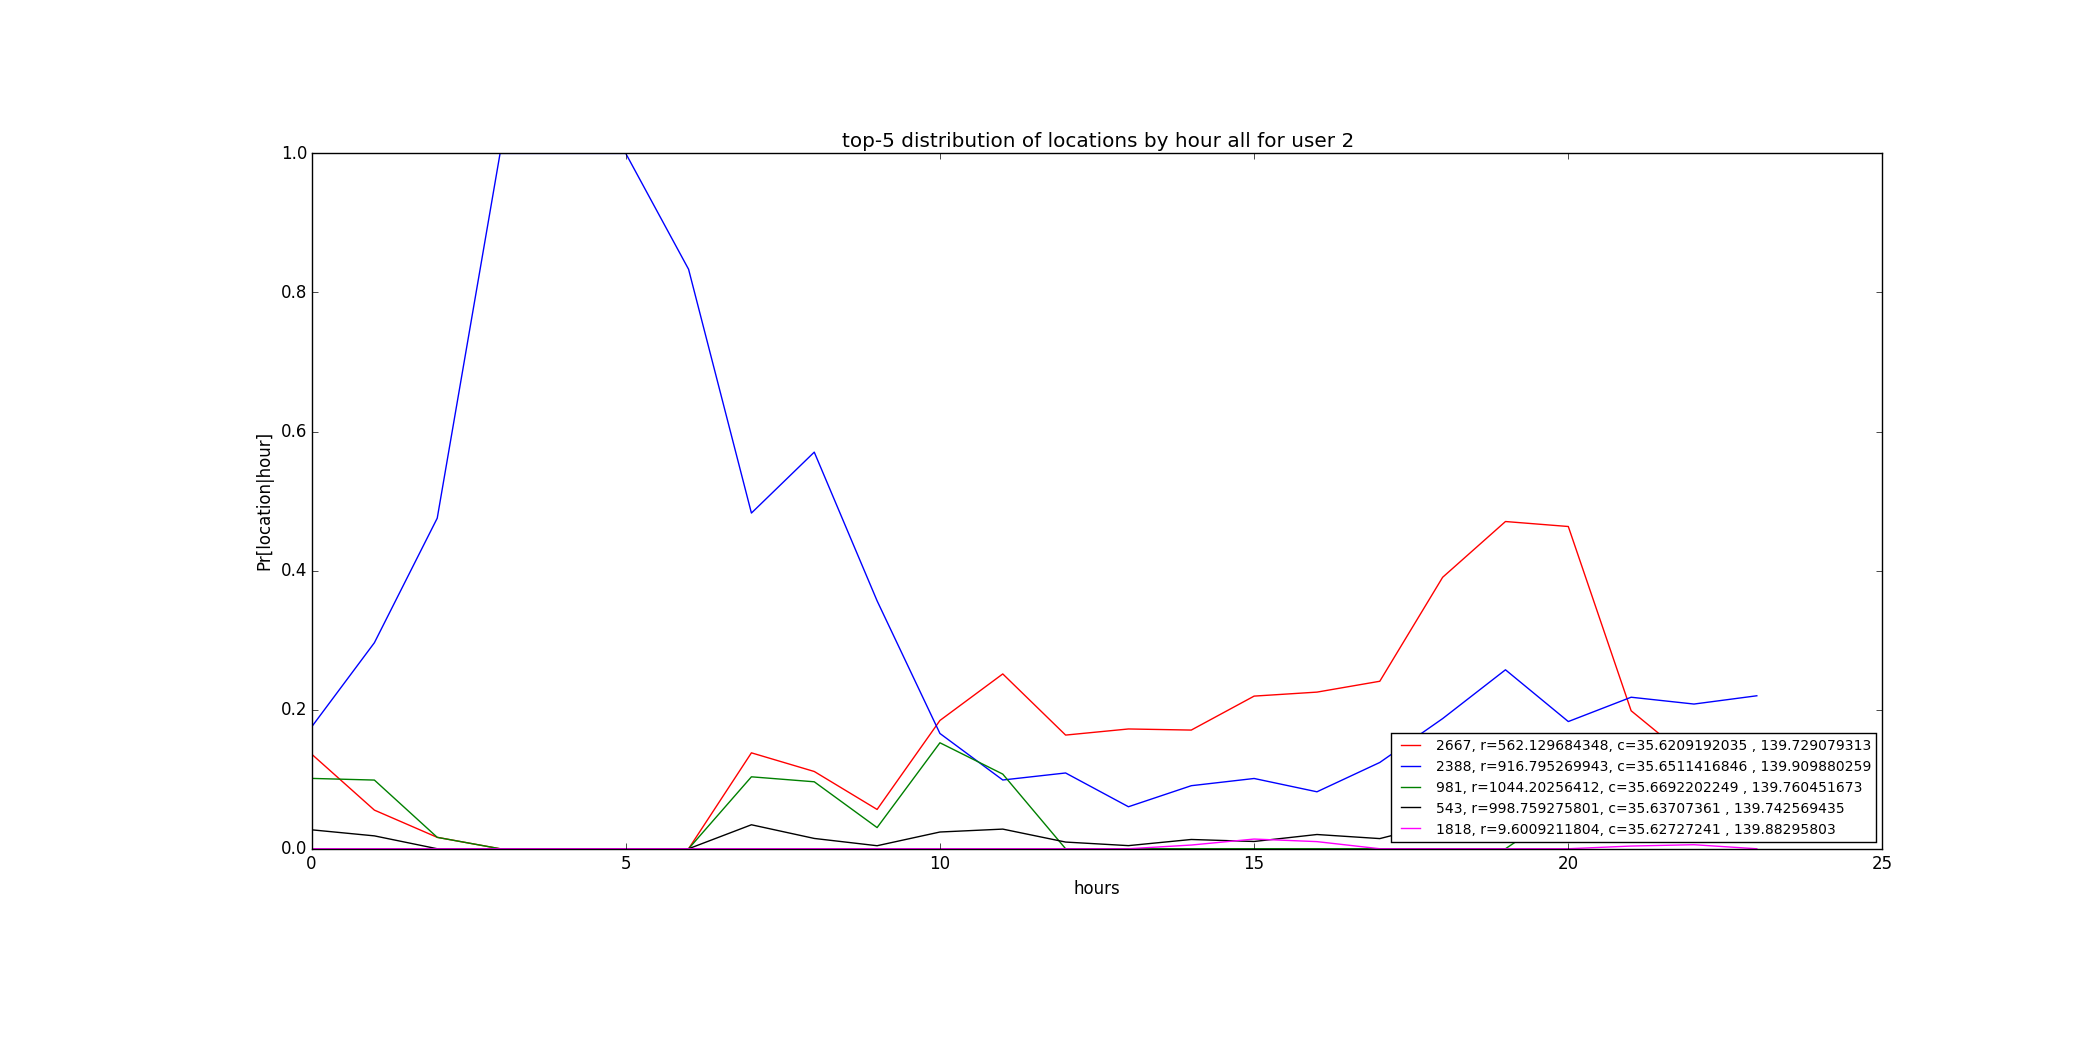 top-5 distribution of locations by hour all for user 2
1.0
0.8
0.6
0.4
0.2
0.0
Pr[location|hour]
2667, r=562.129684348, c=35.6209192035 , 139.729079313
2388, r=916.795269943, c=35.6511416846 , 139.909880259
981, r=1044.20256412, c=35.6692202249 , 139.760451673
543, r=998.759275801, c=35.63707361 , 139.742569435
1818, r=9.6009211804, c=35.62727241 , 139.88295803
0 5 10 15 20 25
hours